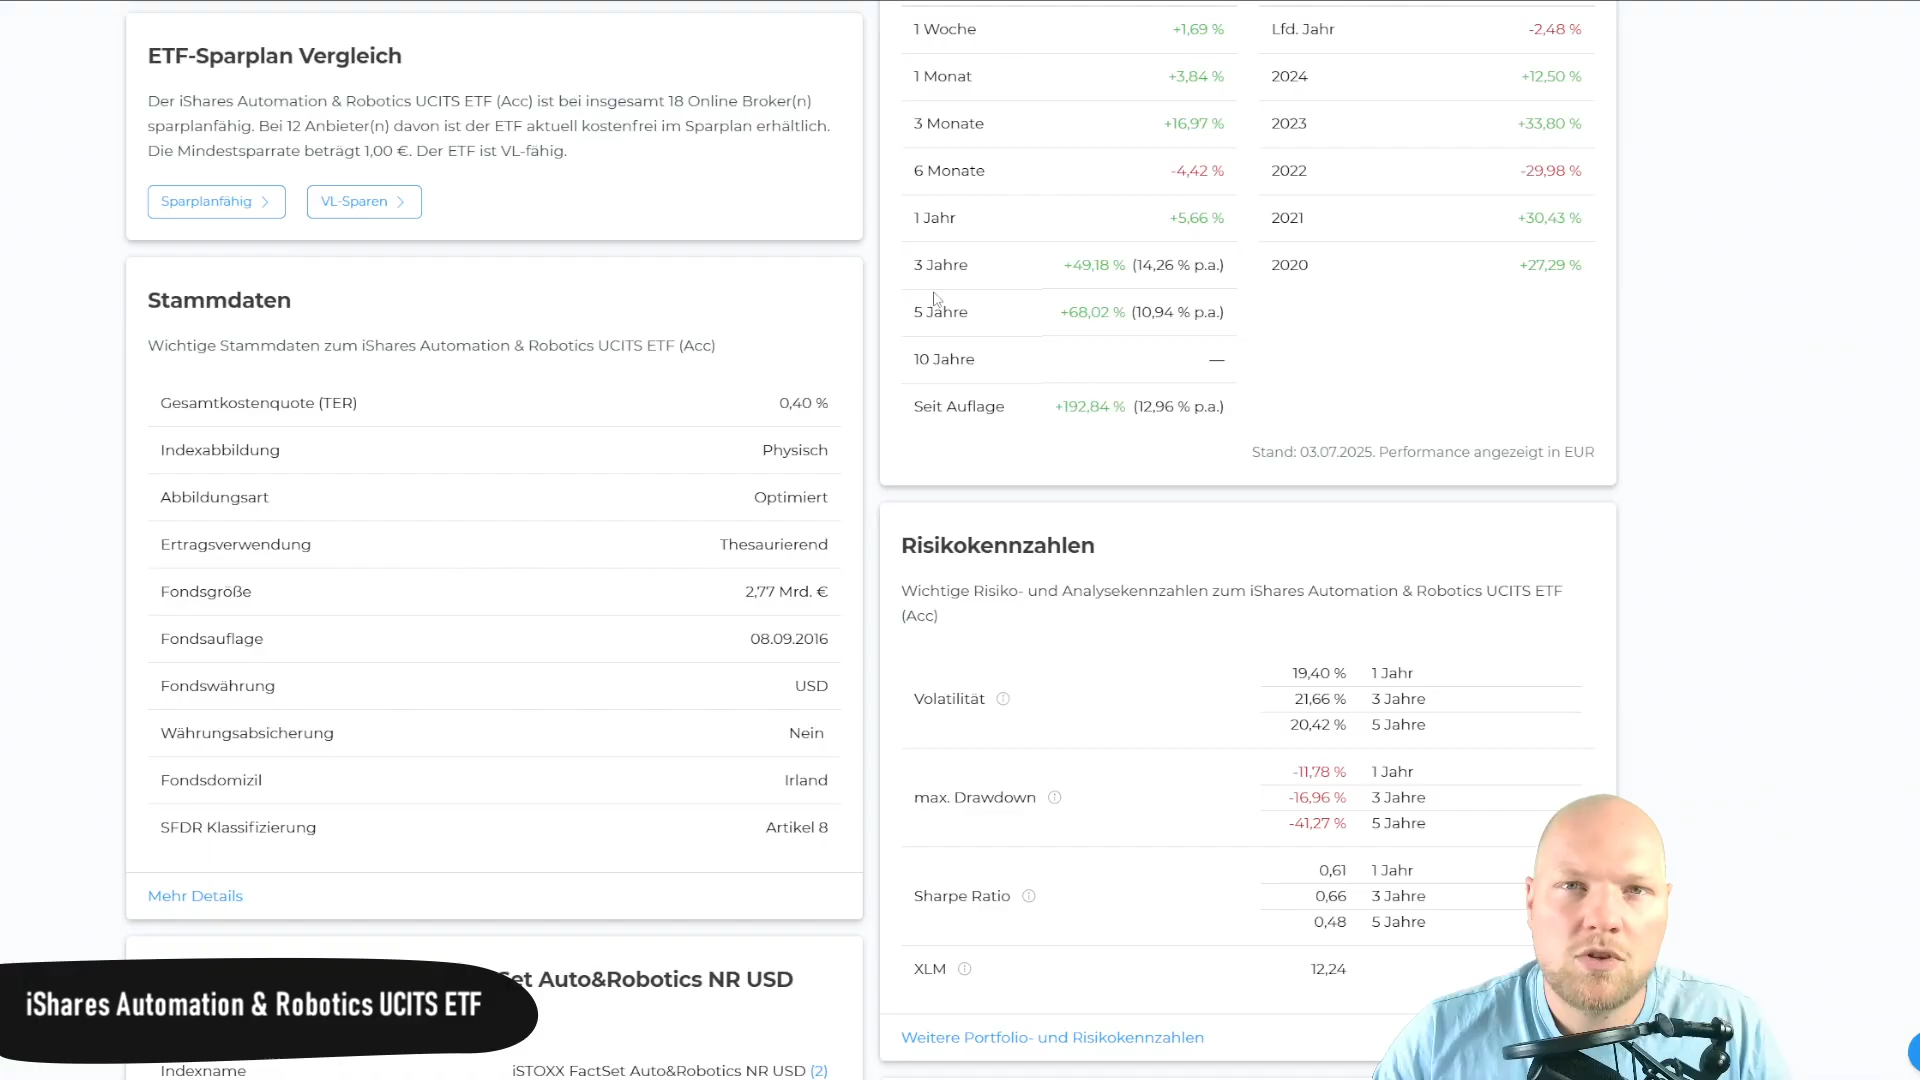 ETF-Sparplan Vergleich
Der iShares Automation & Robotics UCITS ETF (Acc) ist bei insgesamt 18 Online Broker(n)
sparplanfähig. Bei 12 Anbieter(n) davon ist der ETF aktuell kostenfrei im Sparplan erhältlich.
Die Mindestsparrate beträgt 1,00 €. Der ETF ist VL-fähig.
Sparplanfähig
VL-Sparen
Stammdaten
Wichtige Stammdaten zum iShares Automation & Robotics UCITS ETF (Acc)
Gesamtkostenquote (TER) 0,40 %
Indexabbildung Physisch
Abbildungsart Optimiert
Ertragsverwendung Thesaurierend
Fondsgröße 2,77 Mrd. €
Fondsauflage 08.09.2016
Fondswährung USD
Währungsabsicherung Nein
Fondsdomizil Irland
SFDR Klassifizierung Artikel 8
Mehr Details
Auto&Robotics NR USD
Indexname iSTOXX FactSet Auto&Robotics NR USD (2)
1 Woche +1,69 %
1 Monat +3,84 %
3 Monate +16,97 %
6 Monate -4,42 %
1 Jahr +5,66 %
3 Jahre +49,18 % (14,26 % p.a.)
5 Jahre +68,02 % (10,94 % p.a.)
10 Jahre —
Seit Auflage +192,84 % (12,96 % p.a.)
Lfd. Jahr -2,48 %
2024 +12,50 %
2023 +33,80 %
2022 -29,98 %
2021 +30,43 %
2020 +27,29 %
Stand: 03.07.2025. Performance angezeigt in EUR
Risikokennzahlen
Wichtige Risiko- und Analysekennzahlen zum iShares Automation & Robotics UCITS ETF
(Acc)
Volatilität
19,40 % 1 Jahr
21,66 % 3 Jahre
20,42 % 5 Jahre
max. Drawdown
-11,78 % 1 Jahr
-16,96 % 3 Jahre
-41,27 % 5 Jahre
Sharpe Ratio
0,61 1 Jahr
0,66 3 Jahre
0,48 5 Jahre
XLM 12,24
Weitere Portfolio- und Risikokennzahlen
iShares Automation & Robotics UCITS ETF